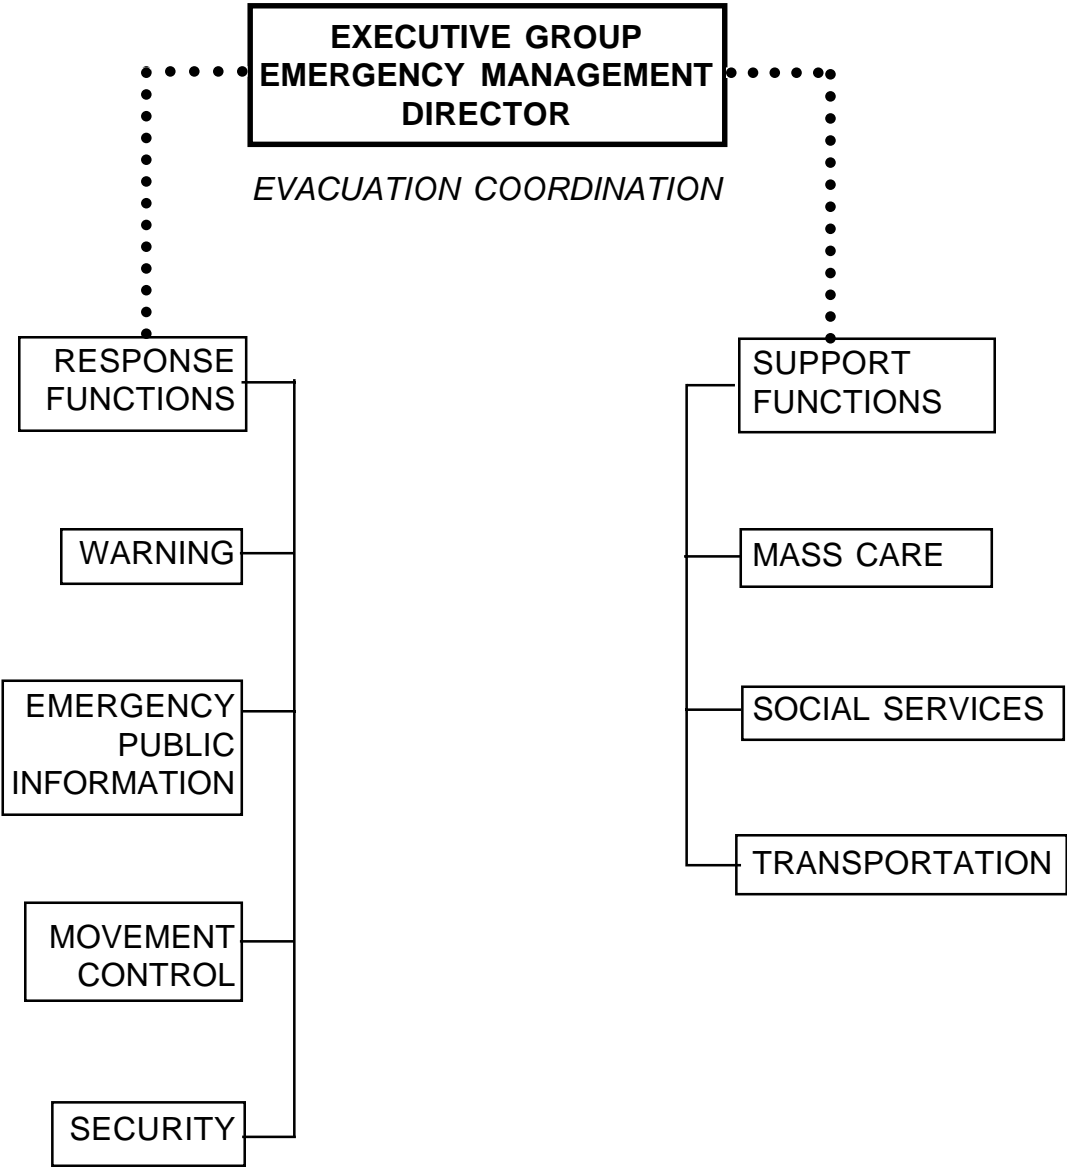 EXECUTIVE GROUP
EMERGENCY MANAGEMENT
DIRECTOR
EVACUATION COORDINATION
RESPONSE
FUNCTIONS
WARNING
EMERGENCY
PUBLIC
INFORMATION
MOVEMENT
CONTROL
SECURITY
SUPPORT
FUNCTIONS
MASS CARE
SOCIAL SERVICES
TRANSPORTATION